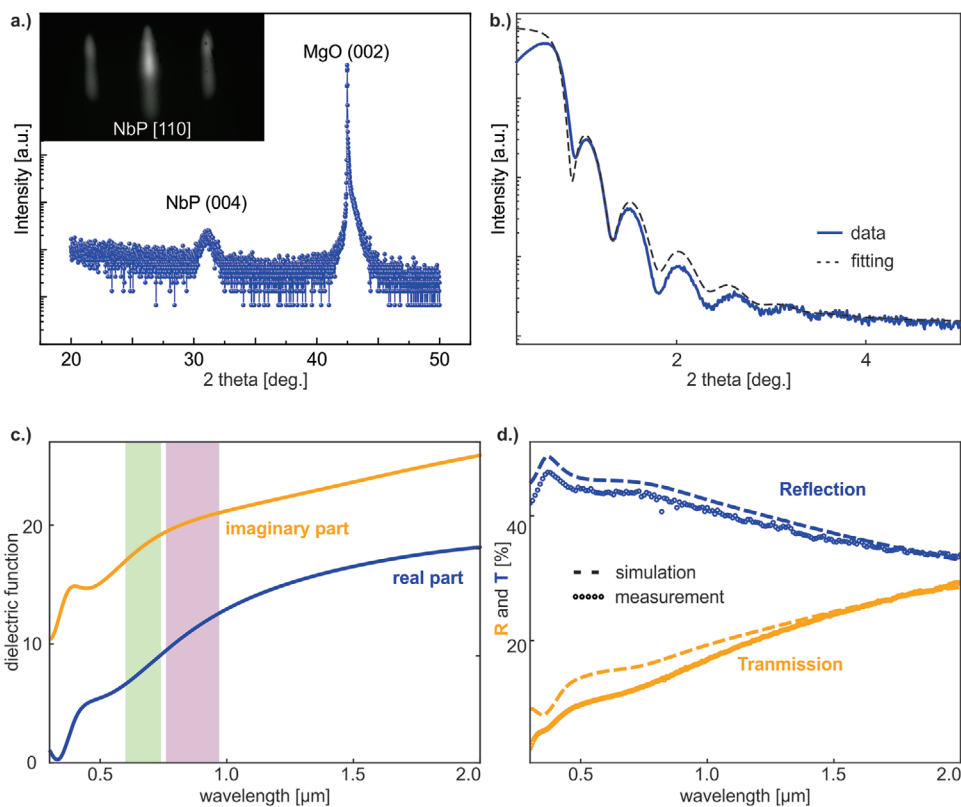 a.)
MgO (002)
NbP [110]
NbP (004)
Intensity [a.u.]
20
30
40
50
2 theta [deg.]
b.)
Intensity [a.u.]
data
fitting
2
4
2 theta [deg.]
c.)
20
imaginary part
real part
dielectric function
10
0
0.5
1.0
1.5
2.0
wavelength [µm]
d.)
Reflection
40
simulation
measurement
R and T [%]
20
Tranmission
0.5
1.0
1.5
2.0
wavelength [µm]